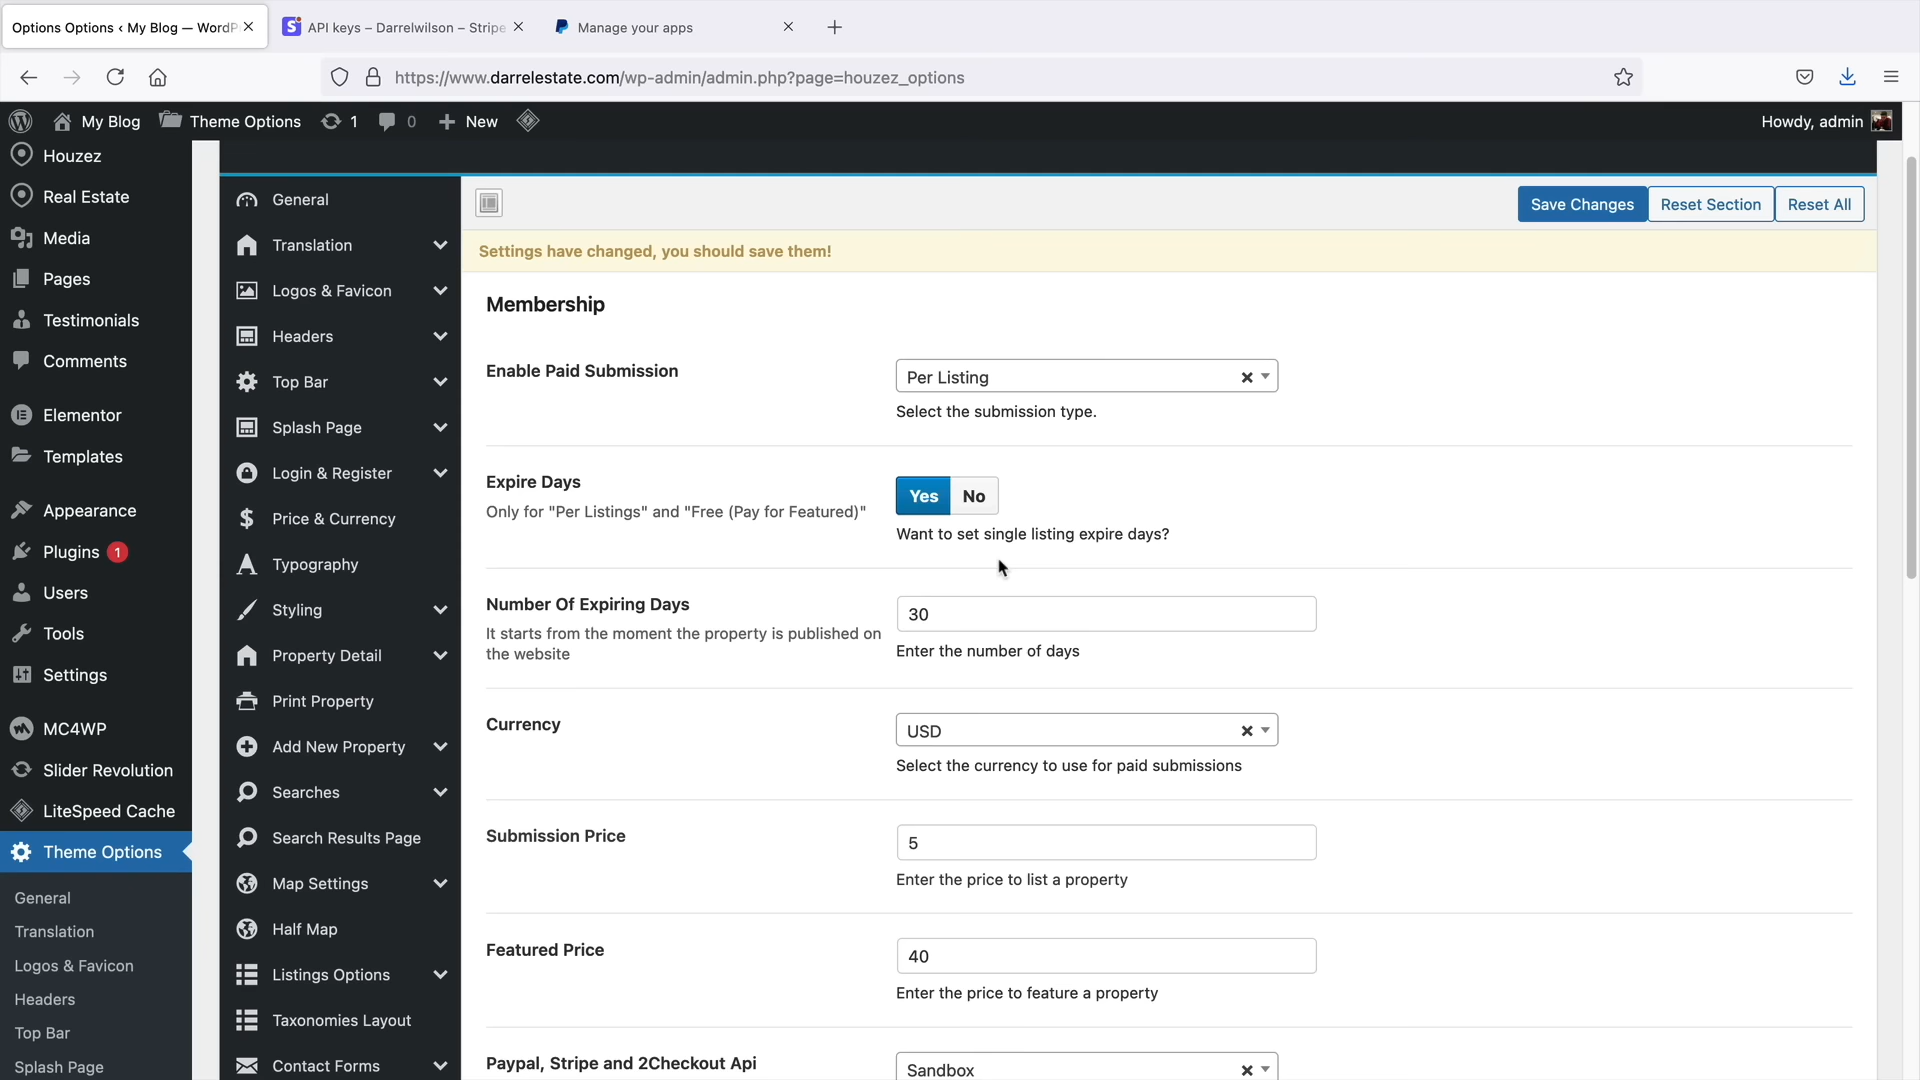 Options Options ‹ My Blog — WordP
API keys – Darrelwilson – Stripe
Manage your apps
https://www.darrelestate.com/wp-admin/admin.php?page=houzez_options
My Blog
Theme Options
1
0
New
Howdy, admin
Houzez
Real Estate
Media
Pages
Testimonials
Comments
Elementor
Templates
Appearance
Plugins 1
Users
Tools
Settings
MC4WP
Slider Revolution
LiteSpeed Cache
Theme Options
General
Translation
Logos & Favicon
Headers
Top Bar
Splash Page
General
Translation
Logos & Favicon
Headers
Top Bar
Splash Page
Login & Register
Price & Currency
Typography
Styling
Property Detail
Print Property
Add New Property
Searches
Search Results Page
Map Settings
Half Map
Listings Options
Taxonomies Layout
Contact Forms
Save Changes
Reset Section
Reset All
Settings have changed, you should save them!
Membership
Enable Paid Submission
Per Listing
Select the submission type.
Expire Days
Only for "Per Listings" and "Free (Pay for Featured)"
Yes
No
Want to set single listing expire days?
Number Of Expiring Days
It starts from the moment the property is published on
the website
30
Enter the number of days
Currency
USD
Select the currency to use for paid submissions
Submission Price
5
Enter the price to list a property
Featured Price
40
Enter the price to feature a property
Paypal, Stripe and 2Checkout Api
Sandbox